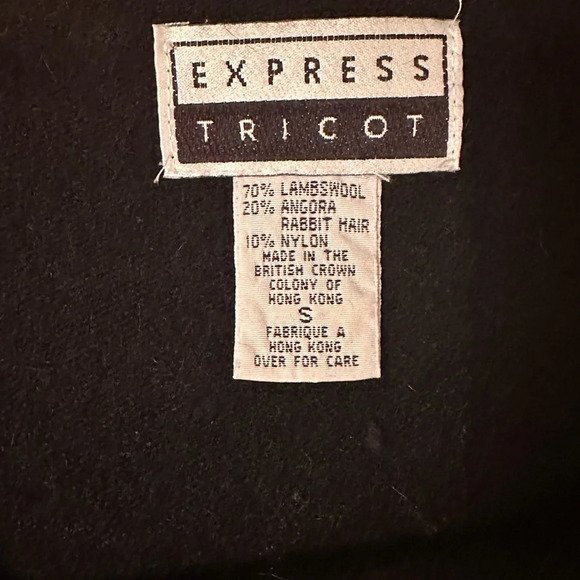 EXPRESS
TRICOT
70% LAMBSWOOL
20% ANGORA
RABBIT HAIR
10% NYLON
MADE IN THE
BRITISH CROWN
COLONY OF
HONG KONG
S
FABRIQUE A
HONG KONG
OVER FOR CARE